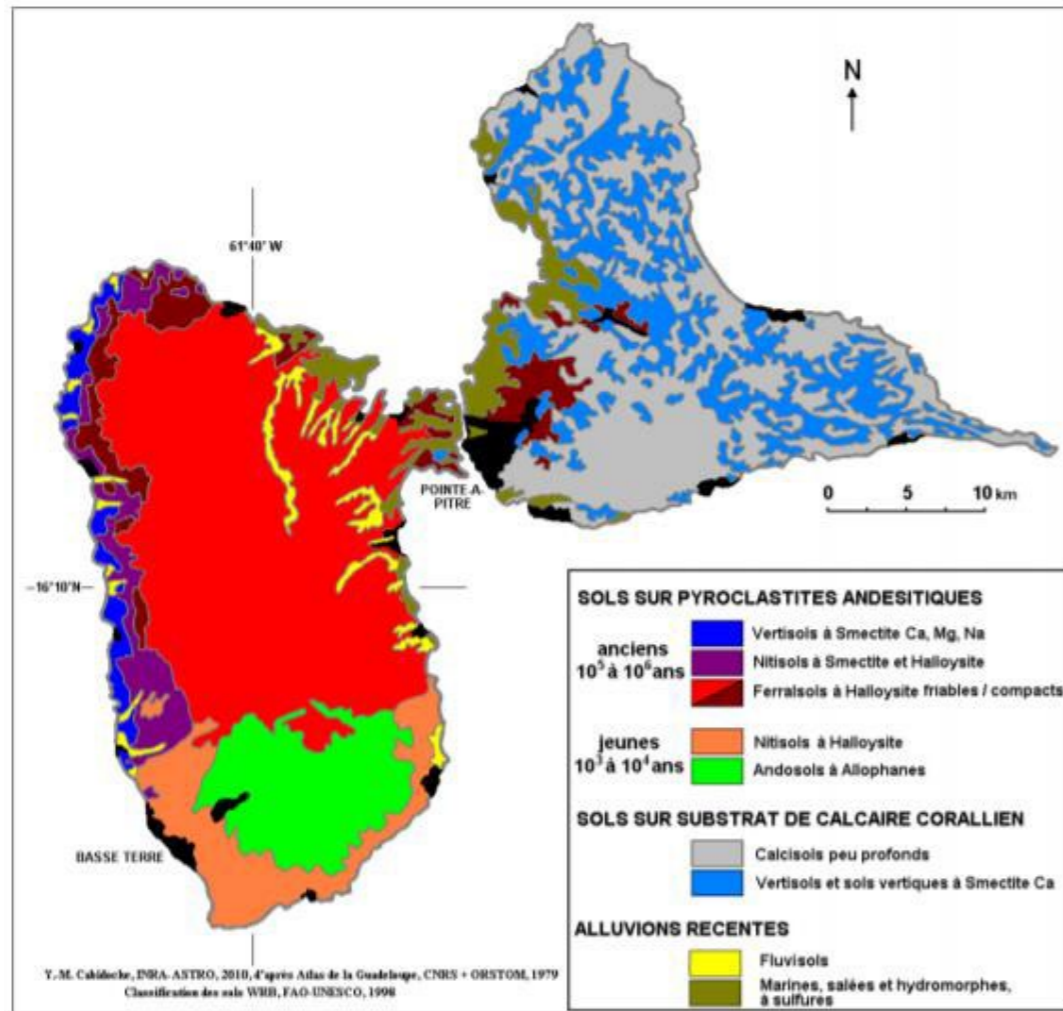 N
61°40' W
POINTE-A-
PITRE
0 5 10 km
16°10'N
BASSE TERRE
SOLS SUR PYROCLASTITES ANDESITIQUES
anciens
10⁵ à 10⁶ ans
Vertisols à Smectite Ca, Mg, Na
Nitisols à Smectite et Halloysite
Ferralsols à Halloysite friables / compacts
jeunes
10³ à 10⁴ ans
Nitisols à Halloysite
Andosols à Allophanes
SOLS SUR SUBSTRAT DE CALCAIRE CORALLIEN
Calcisols peu profonds
Vertisols et sols vertiques à Smectite Ca
ALLUVIONS RECENTES
Fluvisols
Marines, salées et hydromorphes,
à sulfures
Y.-M. Cabidoche, INRA-ASTRO, 2010, d'après Atlas de la Guadeloupe, CNRS + ORSTOM, 1979
Classification des sols WRB, FAO-UNESCO, 1998